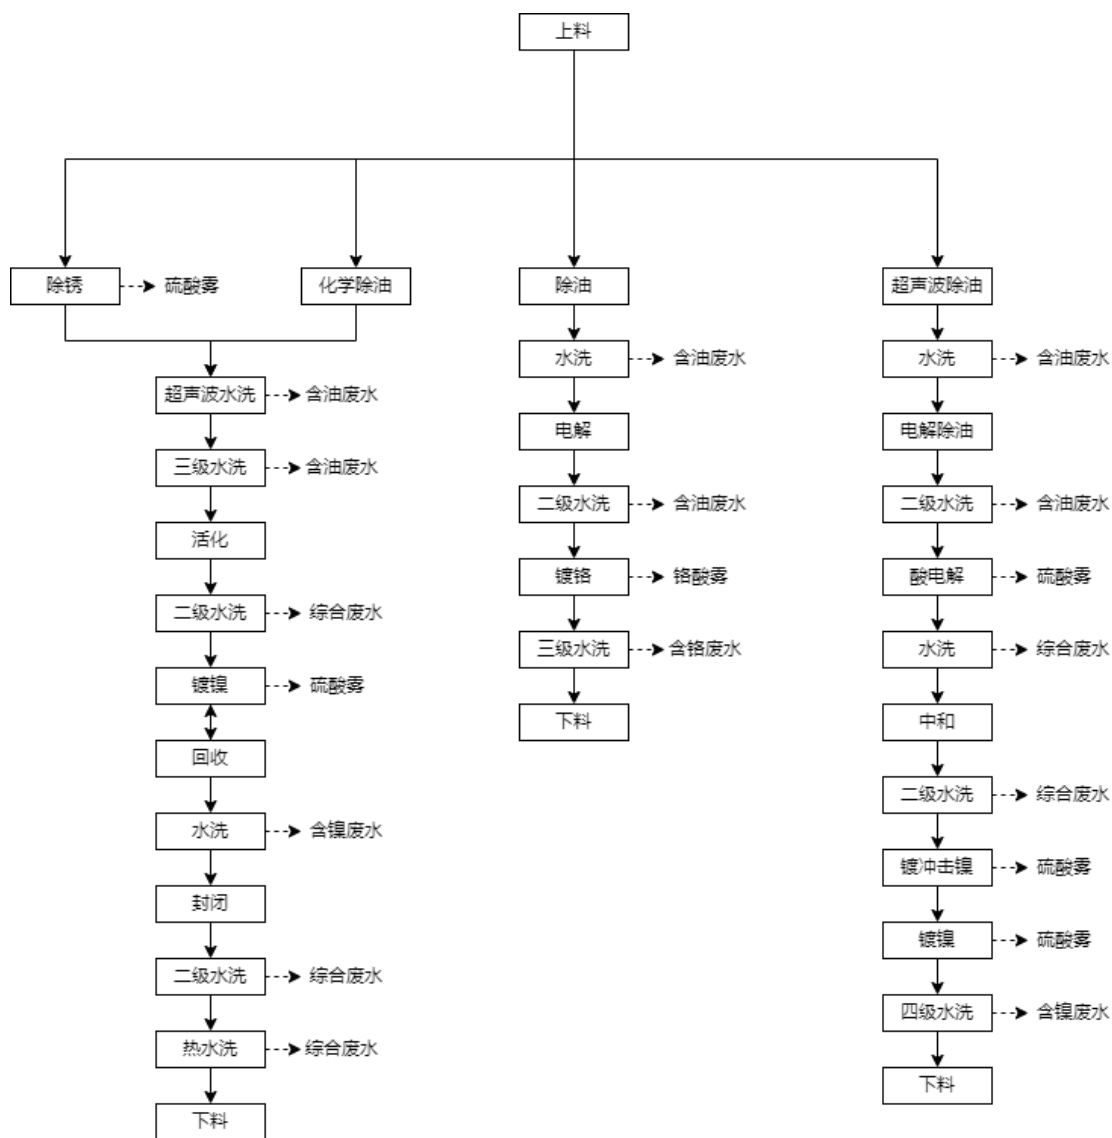 上料
除锈
硫酸雾
化学除油
除油
超声波除油
水洗
含油废水
水洗
含油废水
超声波水洗
含油废水
电解
电解除油
三级水洗
含油废水
二级水洗
含油废水
二级水洗
含油废水
活化
镀铬
铬酸雾
酸电解
硫酸雾
二级水洗
综合废水
三级水洗
含铬废水
水洗
综合废水
镀镍
硫酸雾
下料
中和
回收
二级水洗
综合废水
水洗
含镍废水
镀冲击镍
硫酸雾
封闭
镀镍
硫酸雾
二级水洗
综合废水
四级水洗
含镍废水
热水洗
综合废水
下料
下料